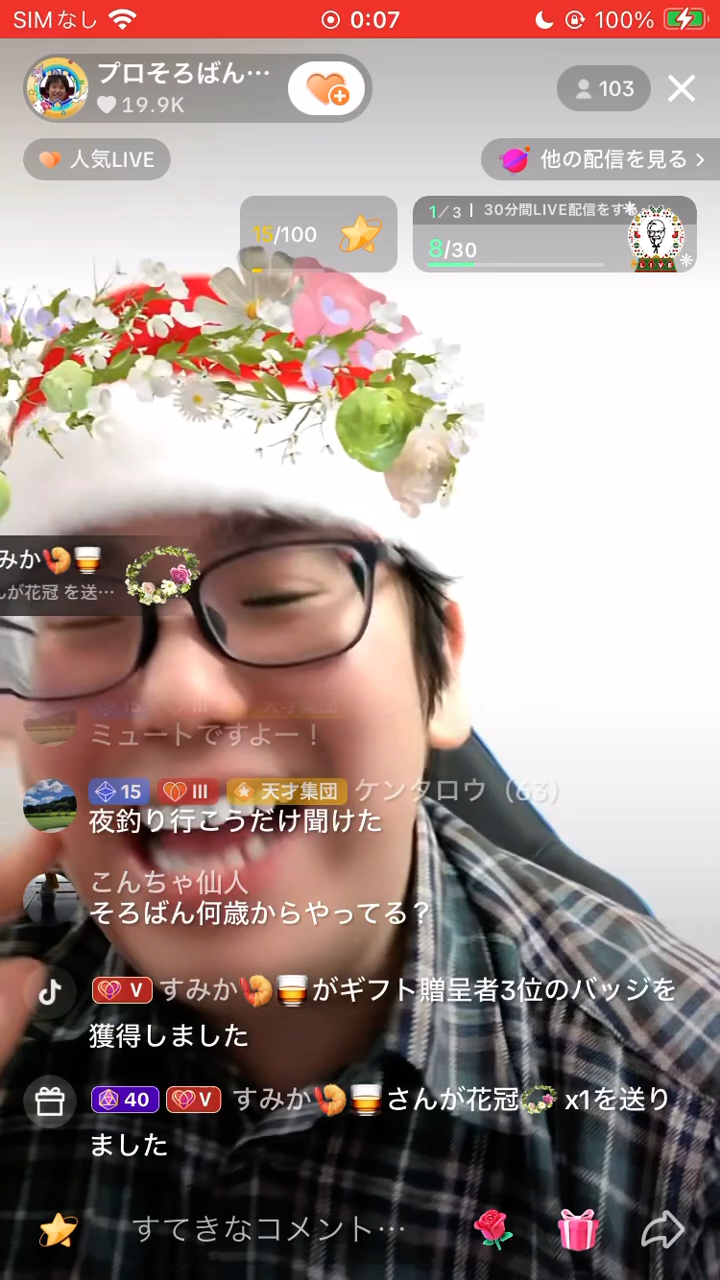 SIMなし 0:07 100%
プロそろばん…
19.9K
103
人気LIVE
他の配信を見る >
15/100
1/3 | 30分間LIVE配信をす
8/30
LIVE
みか🍤🥃
が花冠 を送…
ミュートですよー！
15 III 天才集団 ケンタロウ（63）
夜釣り行こうだけ聞けた
こんちゃ仙人
そろばん何歳からやってる？
V すみか🍤🥃がギフト贈呈者3位のバッジを
獲得しました
40 V すみか🍤🥃さんが花冠 x1を送り
ました
すてきなコメント…